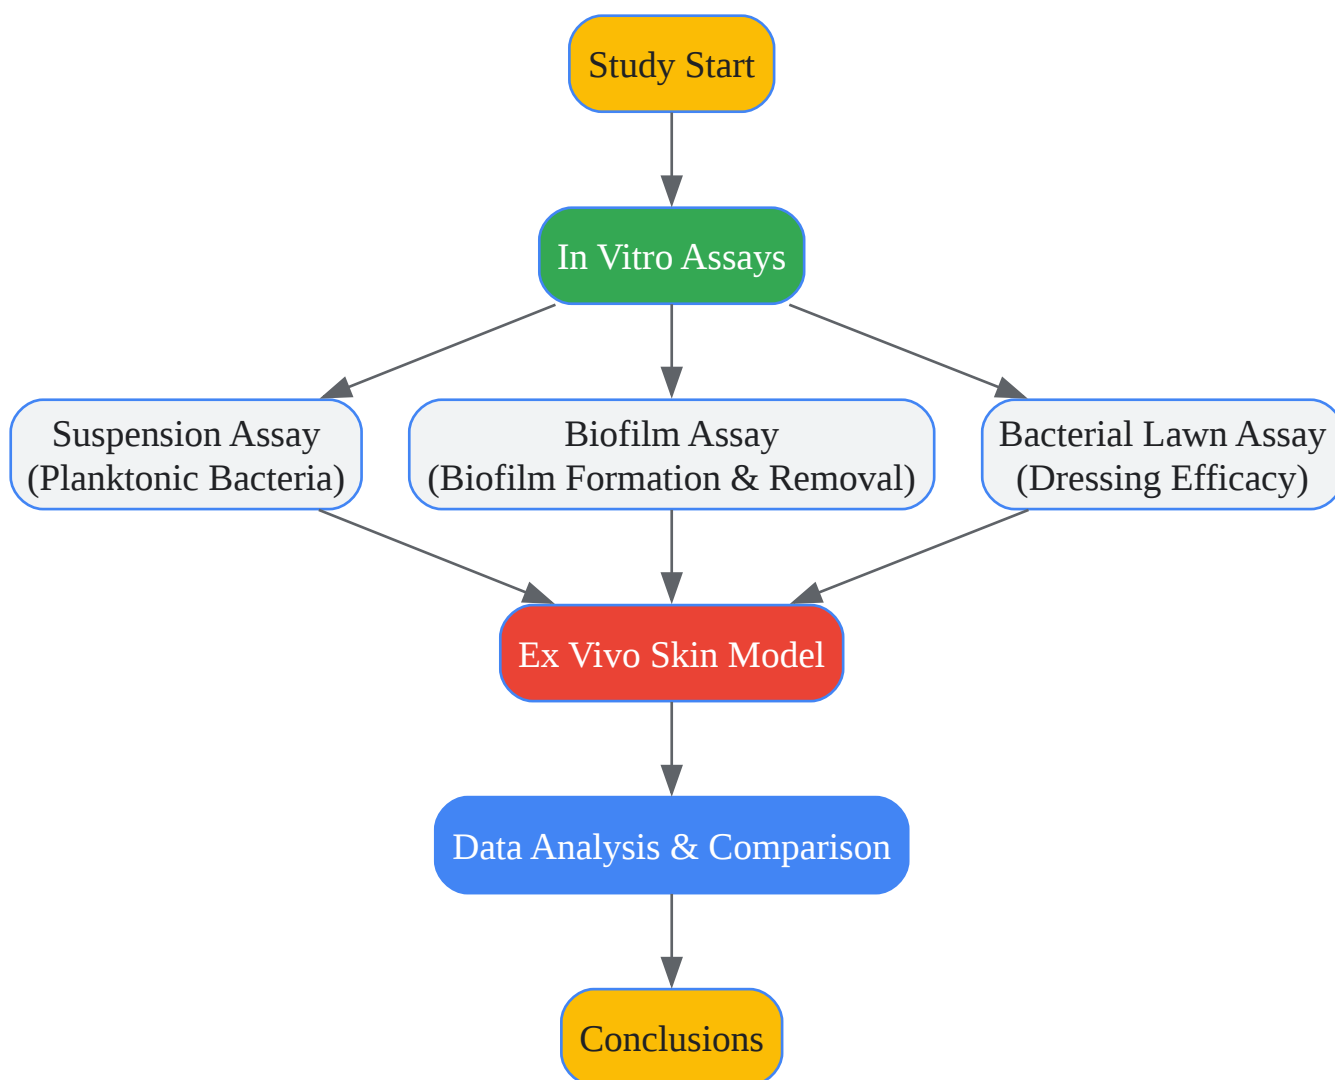 Study Start
In Vitro Assays
Suspension Assay
(Planktonic Bacteria)
Biofilm Assay
(Biofilm Formation & Removal)
Bacterial Lawn Assay
(Dressing Efficacy)
Ex Vivo Skin Model
Data Analysis & Comparison
Conclusions